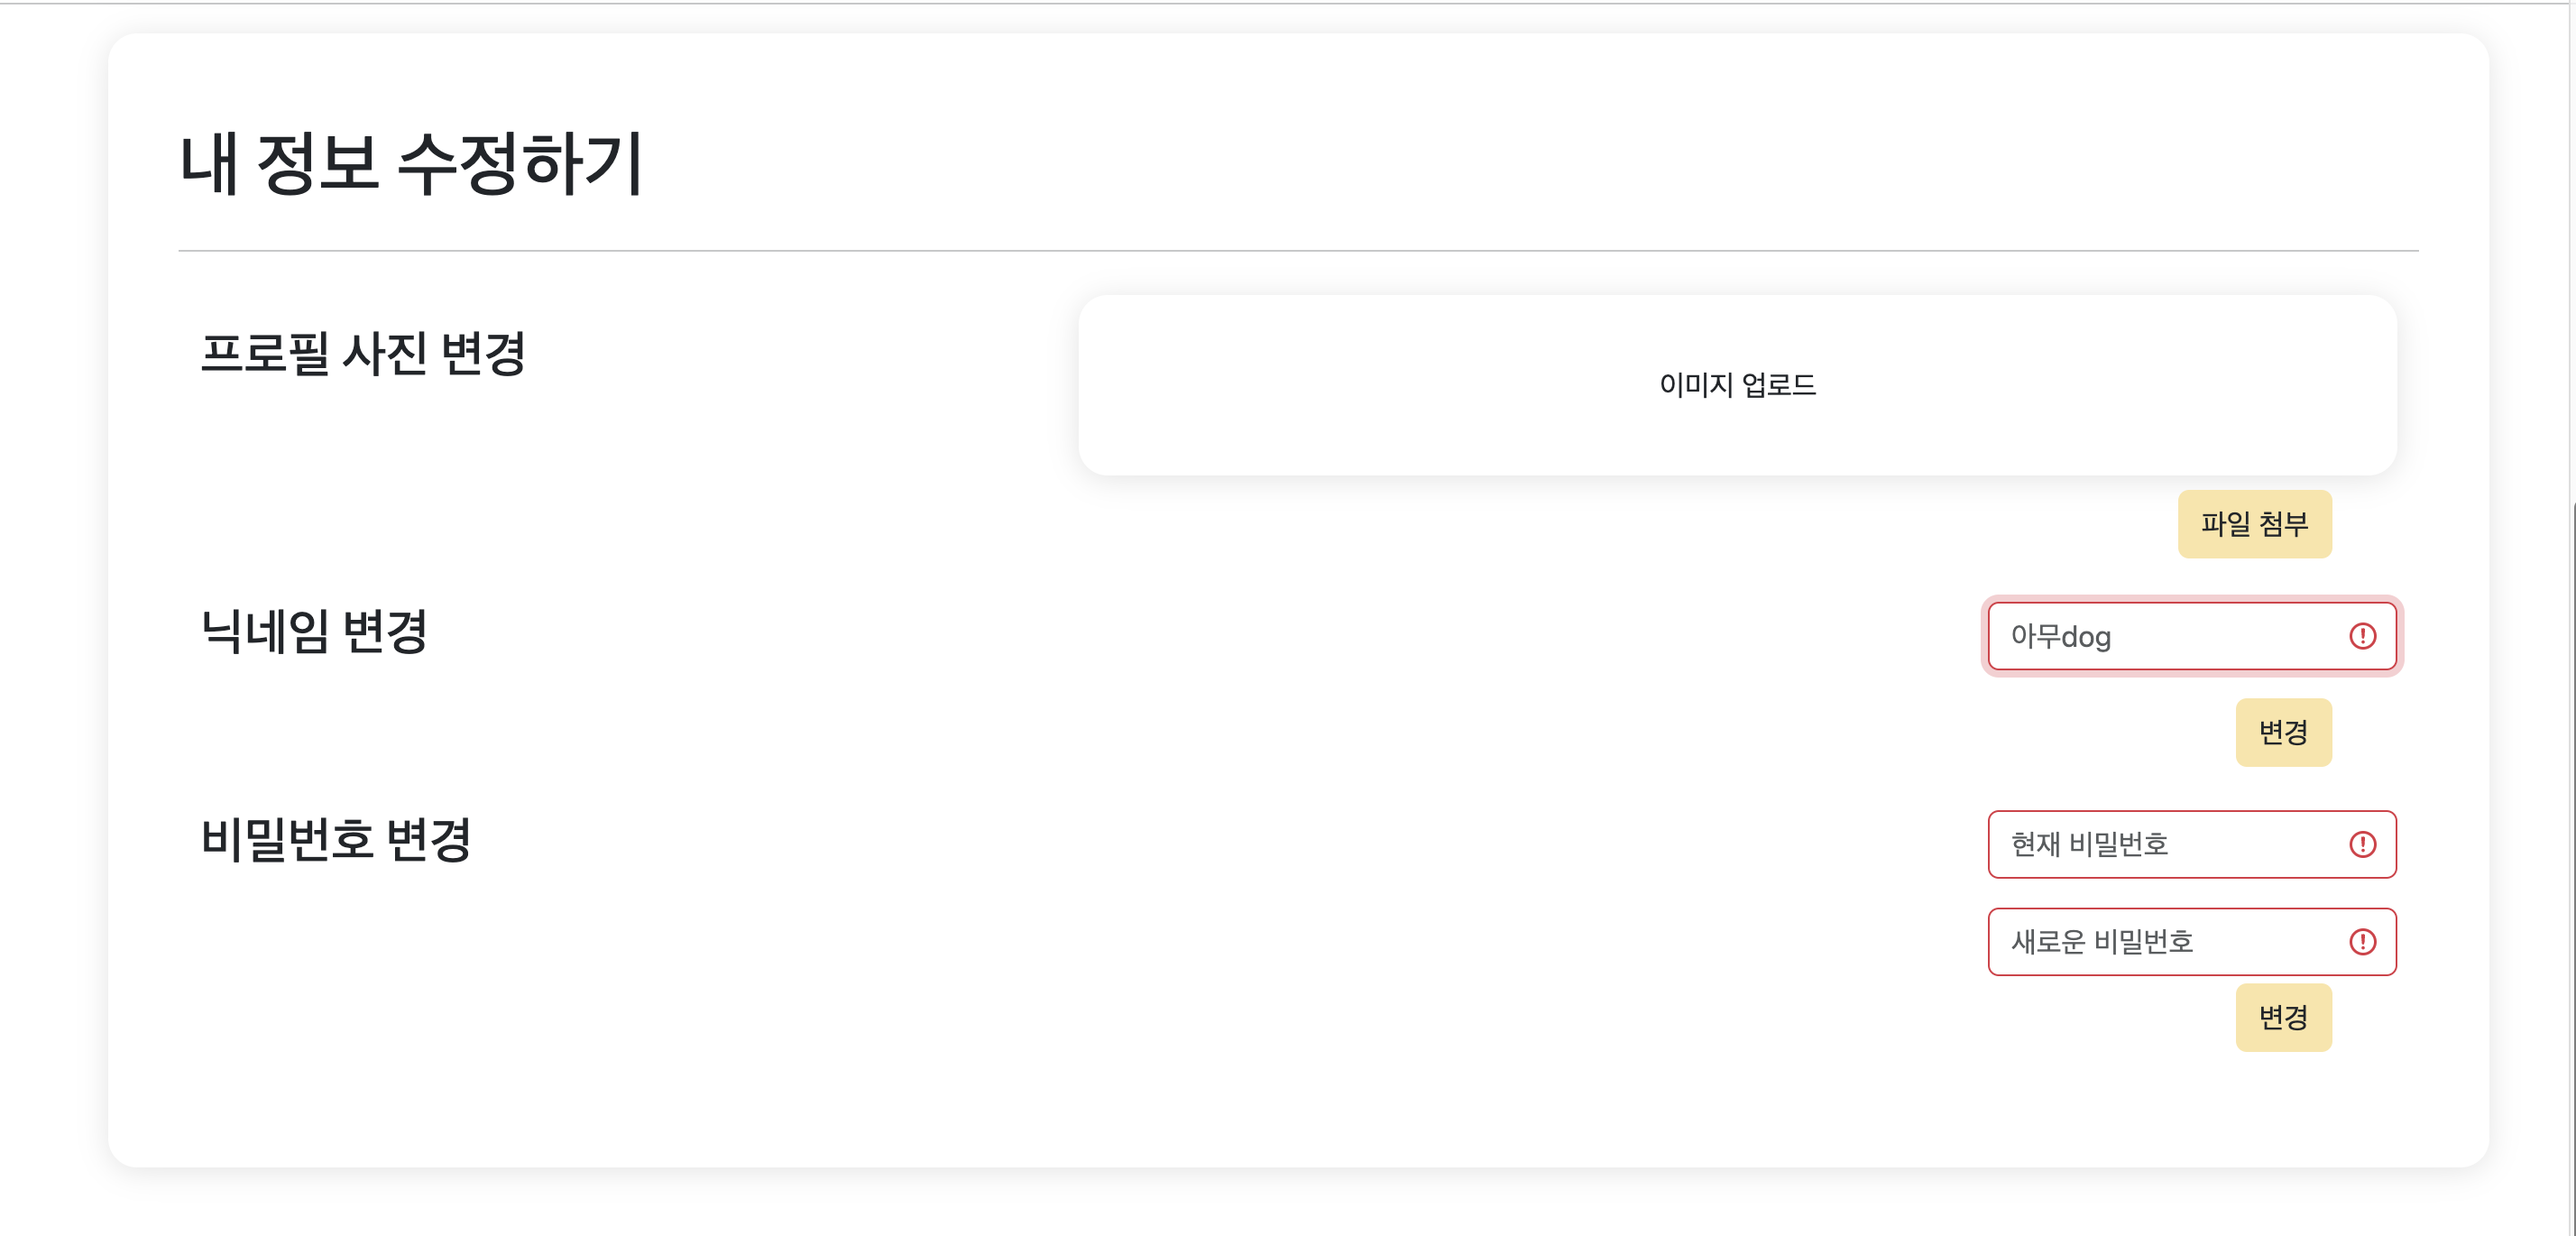 내 정보 수정하기
프로필 사진 변경
이미지 업로드
파일 첨부
닉네임 변경
아무dog
변경
비밀번호 변경
현재 비밀번호
새로운 비밀번호
변경